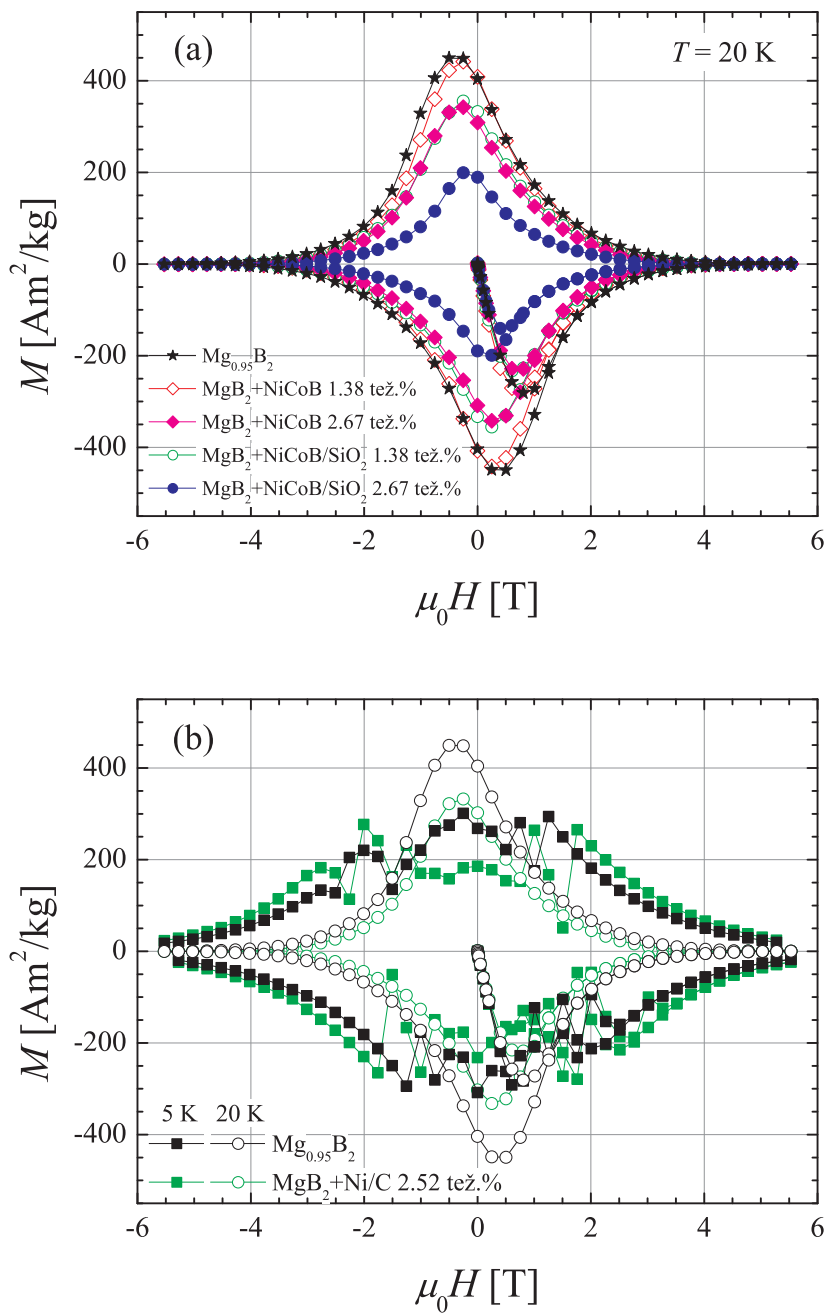 (a)
T = 20 K
400
200
0
-200
-400
M [Am²/kg]
Mg₀.₉₅B₂
MgB₂+NiCoB 1.38 tež.%
MgB₂+NiCoB 2.67 tež.%
MgB₂+NiCoB/SiO₂ 1.38 tež.%
MgB₂+NiCoB/SiO₂ 2.67 tež.%
-6 -4 -2 0 2 4 6
μ₀H [T]
(b)
400
200
0
-200
-400
M [Am²/kg]
5 K 20 K
Mg₀.₉₅B₂
MgB₂+Ni/C 2.52 tež.%
-6 -4 -2 0 2 4 6
μ₀H [T]